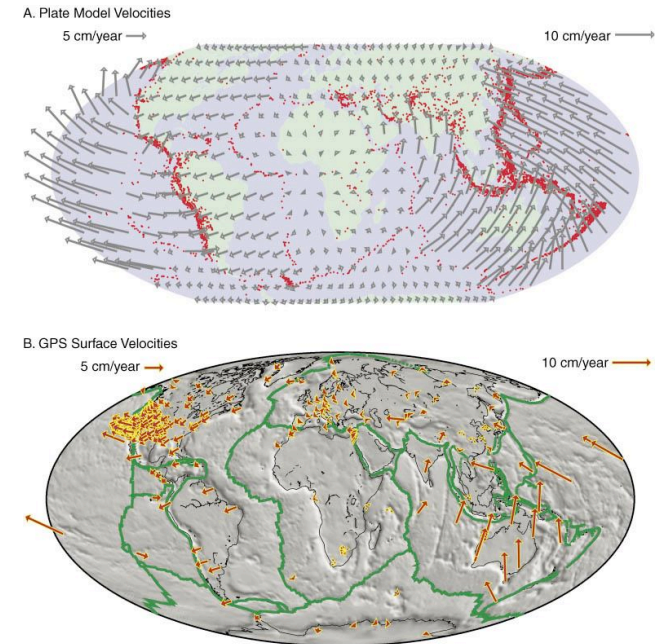 A. Plate Model Velocities
5 cm/year
10 cm/year
B. GPS Surface Velocities
5 cm/year
10 cm/year